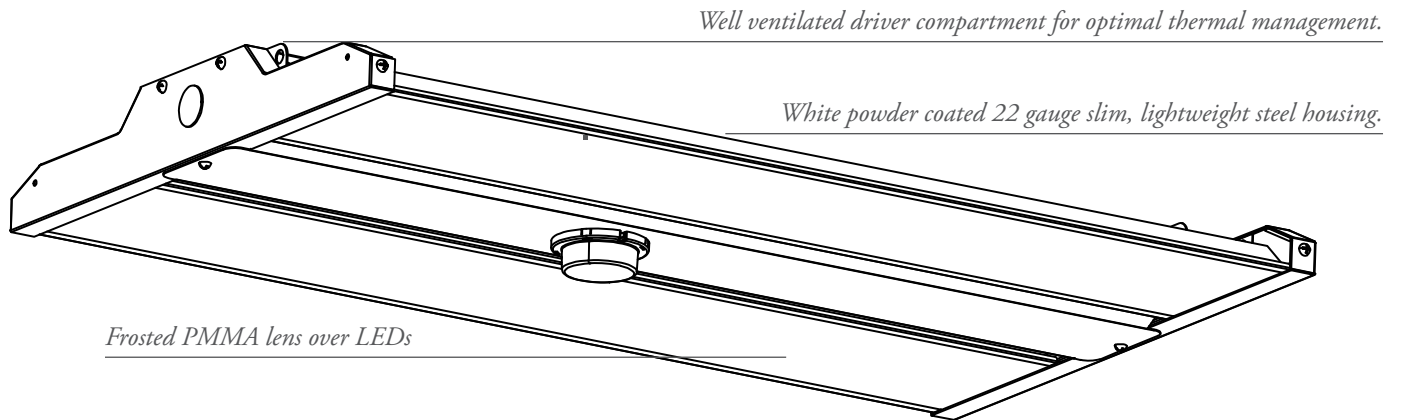 Well ventilated driver compartment for optimal thermal management.
White powder coated 22 gauge slim, lightweight steel housing.
Frosted PMMA lens over LEDs